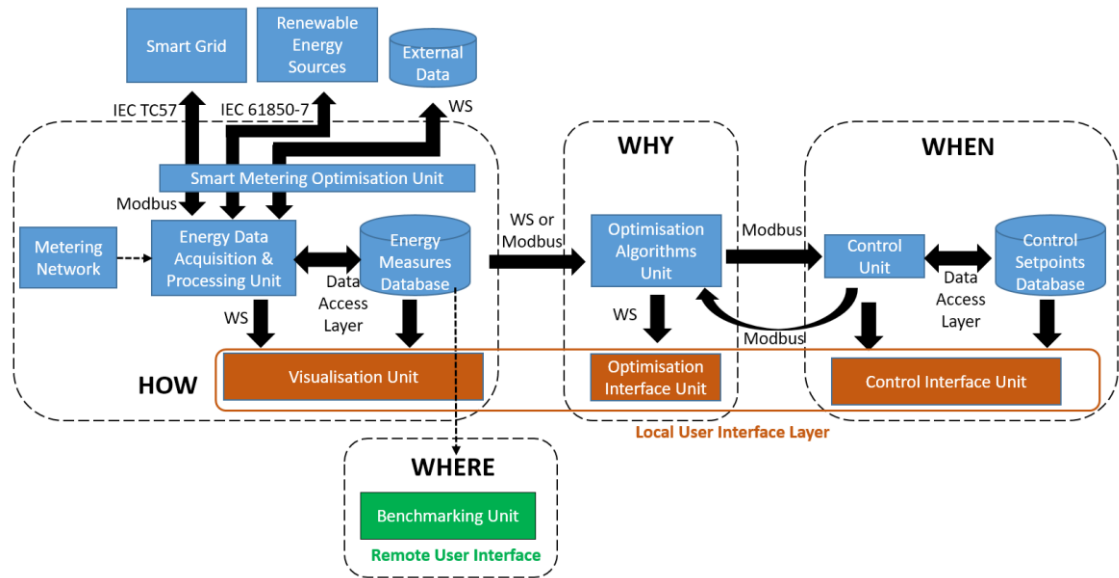 Smart Grid
Renewable
Energy
Sources
External
Data
IEC TC57
IEC 61850-7
WS
WHY
WHEN
Smart Metering Optimisation Unit
Modbus
Metering
Network
Energy Data
Acquisition &
Processing Unit
Energy
Measures
Database
Data
Access
Layer
WS or
Modbus
Optimisation
Algorithms
Unit
Modbus
Control
Unit
Control
Setpoints
Database
Data
Access
Layer
WS
WS
Modbus
HOW
Visualisation Unit
Optimisation
Interface Unit
Control Interface Unit
Local User Interface Layer
WHERE
Benchmarking Unit
Remote User Interface